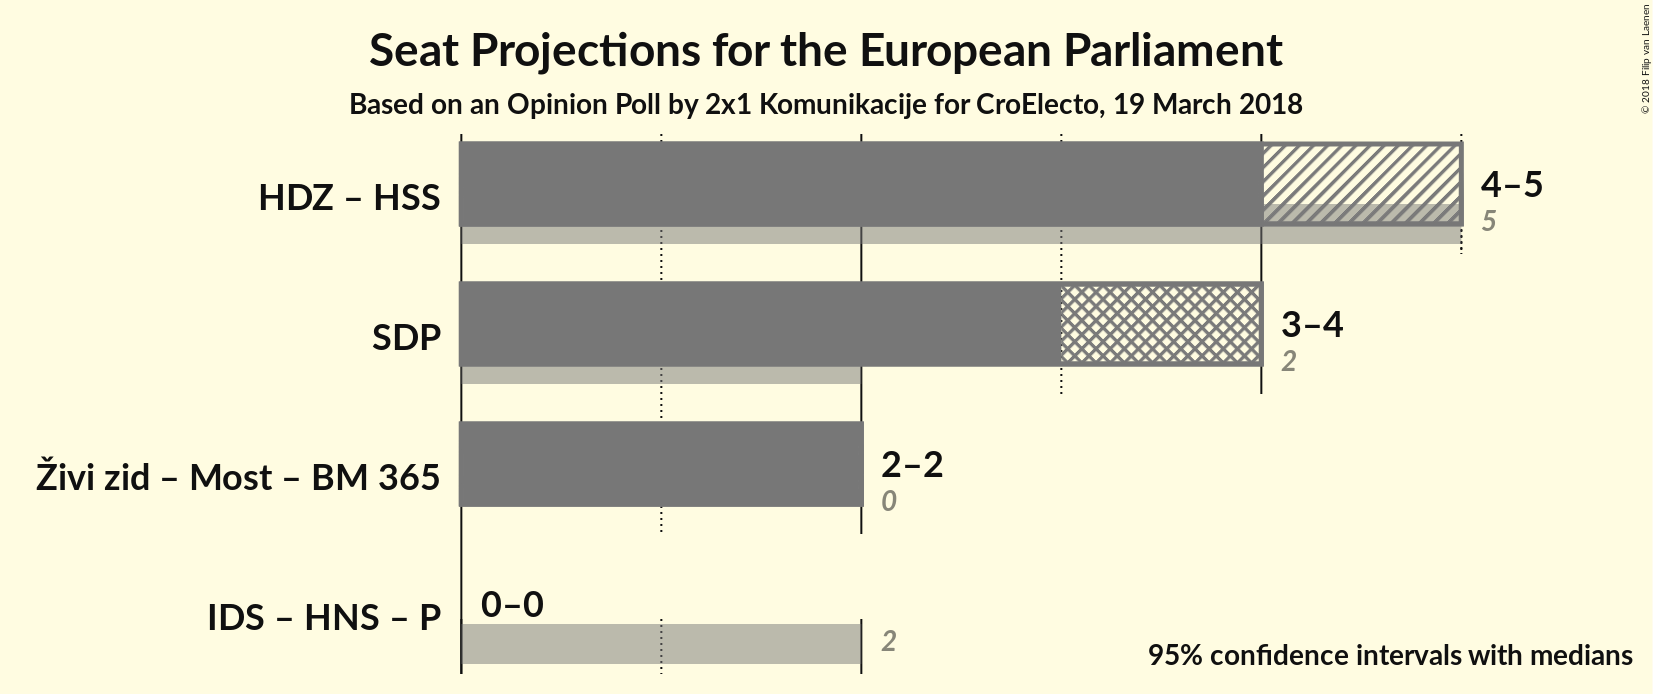 Seat Projections for the European Parliament
Based on an Opinion Poll by 2x1 Komunikacije for CroElecto, 19 March 2018
© 2018 Filip van Laenen
HDZ – HSS
4–5
5
SDP
3–4
2
Živi zid – Most – BM 365
2–2
0
IDS – HNS – P
0–0
2
95% confidence intervals with medians